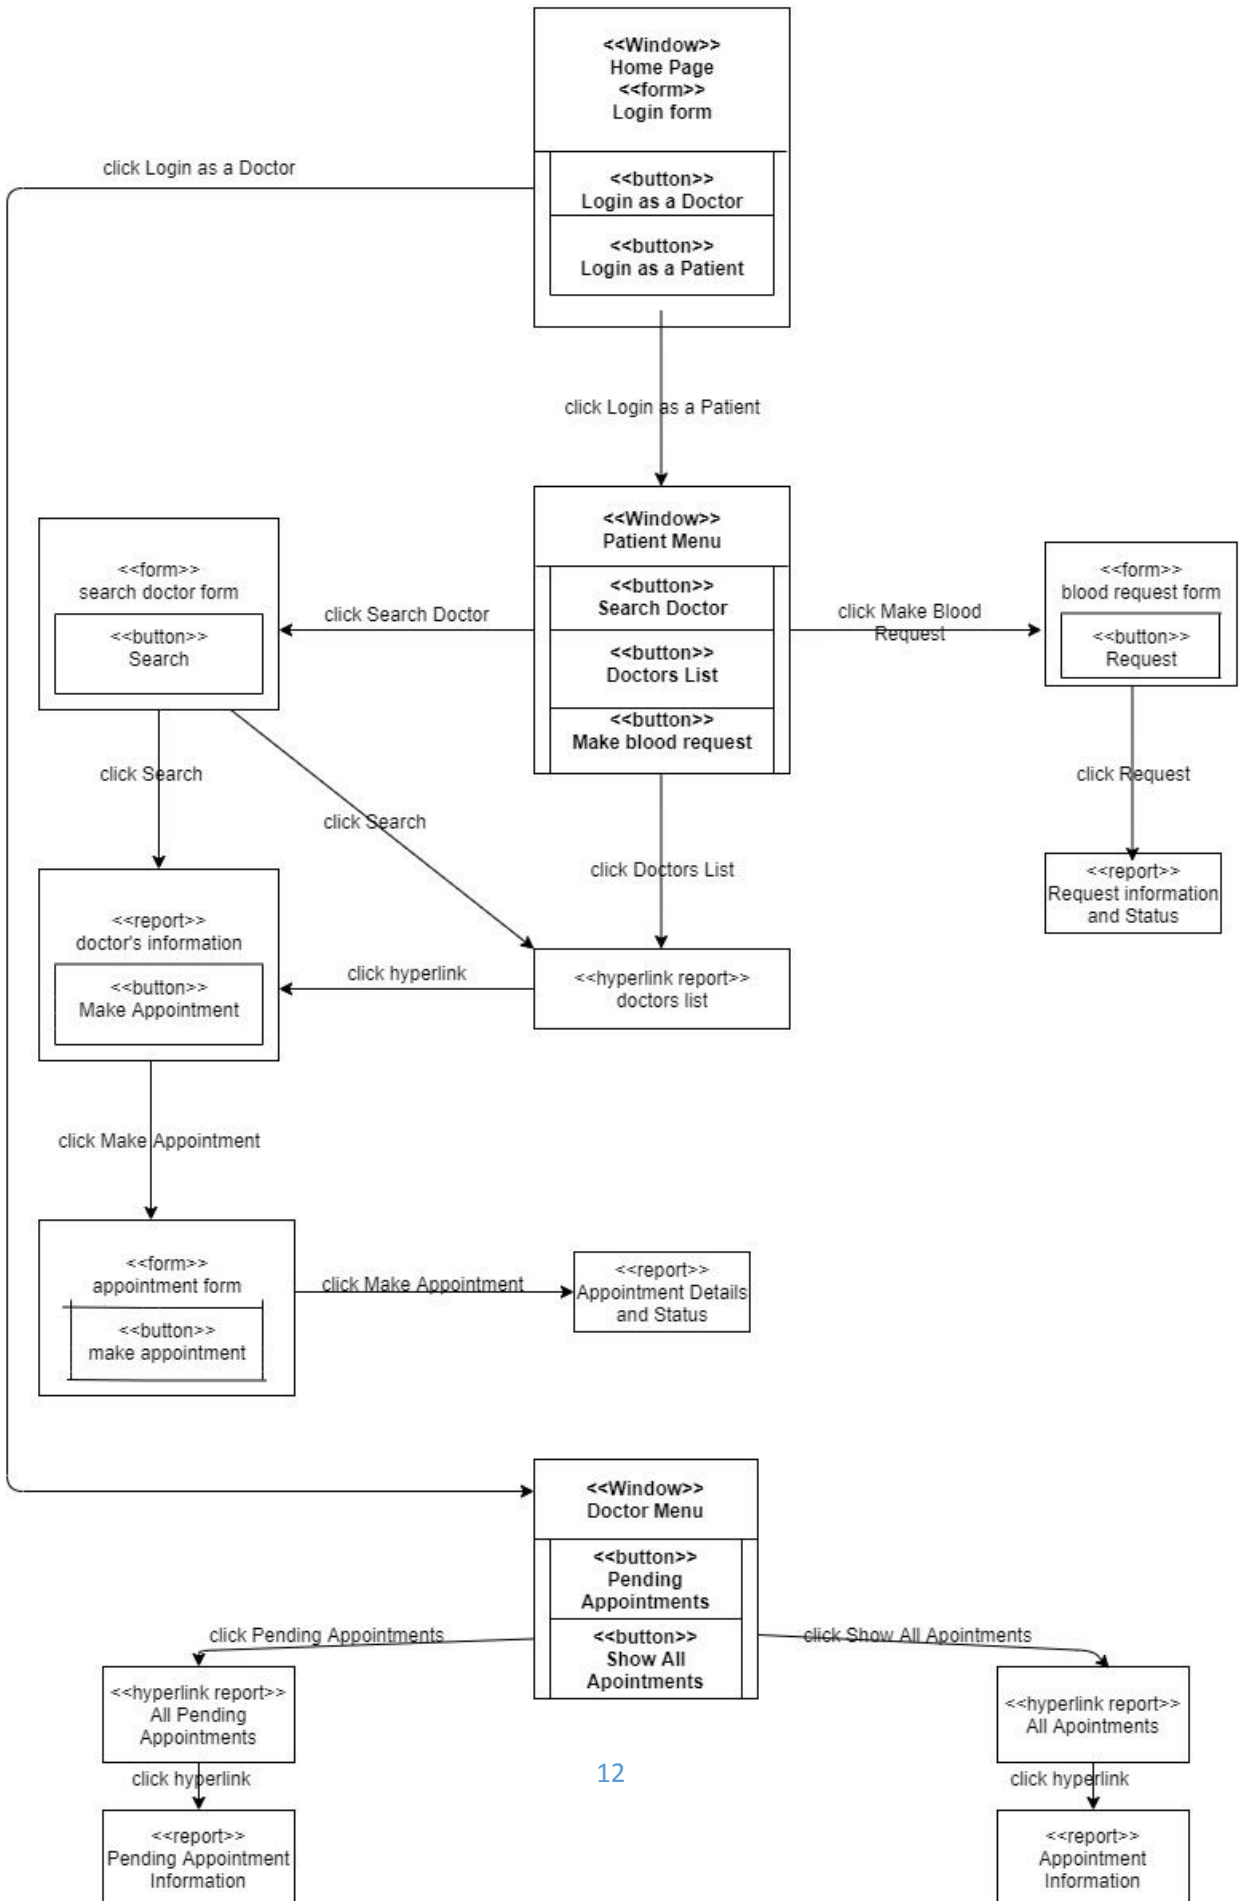 <<Window>>
Home Page
<<form>>
Login form
click Login as a Doctor
<<button>>
Login as a Doctor
<<button>>
Login as a Patient
click Login as a Patient
<<Window>>
Patient Menu
<<button>>
Search Doctor
<<button>>
Doctors List
<<button>>
Make blood request
<<form>>
search doctor form
<<button>>
Search
click Search Doctor
click Make Blood
Request
<<form>>
blood request form
<<button>>
Request
click Search
click Search
click Doctors List
click Request
<<report>>
Request information
and Status
<<report>>
doctor's information
<<button>>
Make Appointment
click hyperlink
<<hyperlink report>>
doctors list
click Make Appointment
<<form>>
appointment form
<<button>>
make appointment
click Make Appointment
<<report>>
Appointment Details
and Status
<<Window>>
Doctor Menu
<<button>>
Pending
Appointments
<<button>>
Show All
Apointments
click Pending Appointments
click Show All Apointments
<<hyperlink report>>
All Pending
Appointments
<<hyperlink report>>
All Apointments
click hyperlink
12
click hyperlink
<<report>>
Pending Appointment
Information
<<report>>
Appointment
Information